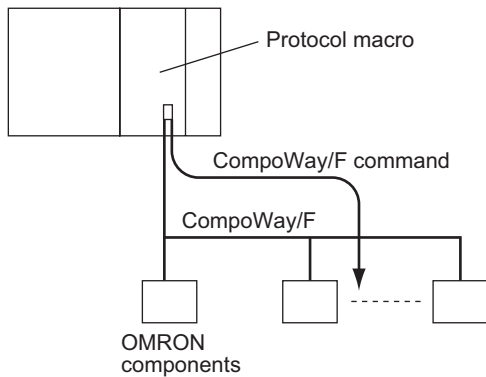 Protocol macro
CompoWay/F command
CompoWay/F
OMRON
components